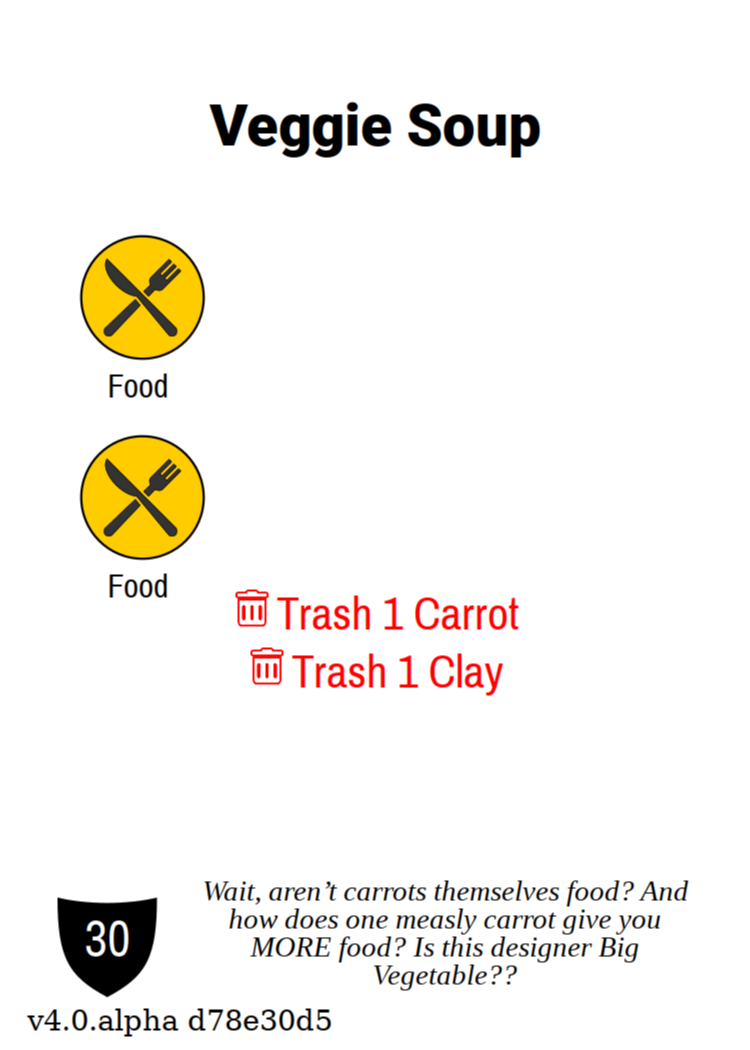 Veggie Soup
Food
Food
Trash 1 Carrot
Trash 1 Clay
30
Wait, aren’t carrots themselves food? And
how does one measly carrot give you
MORE food? Is this designer Big
Vegetable??
v4.0.alpha d78e30d5